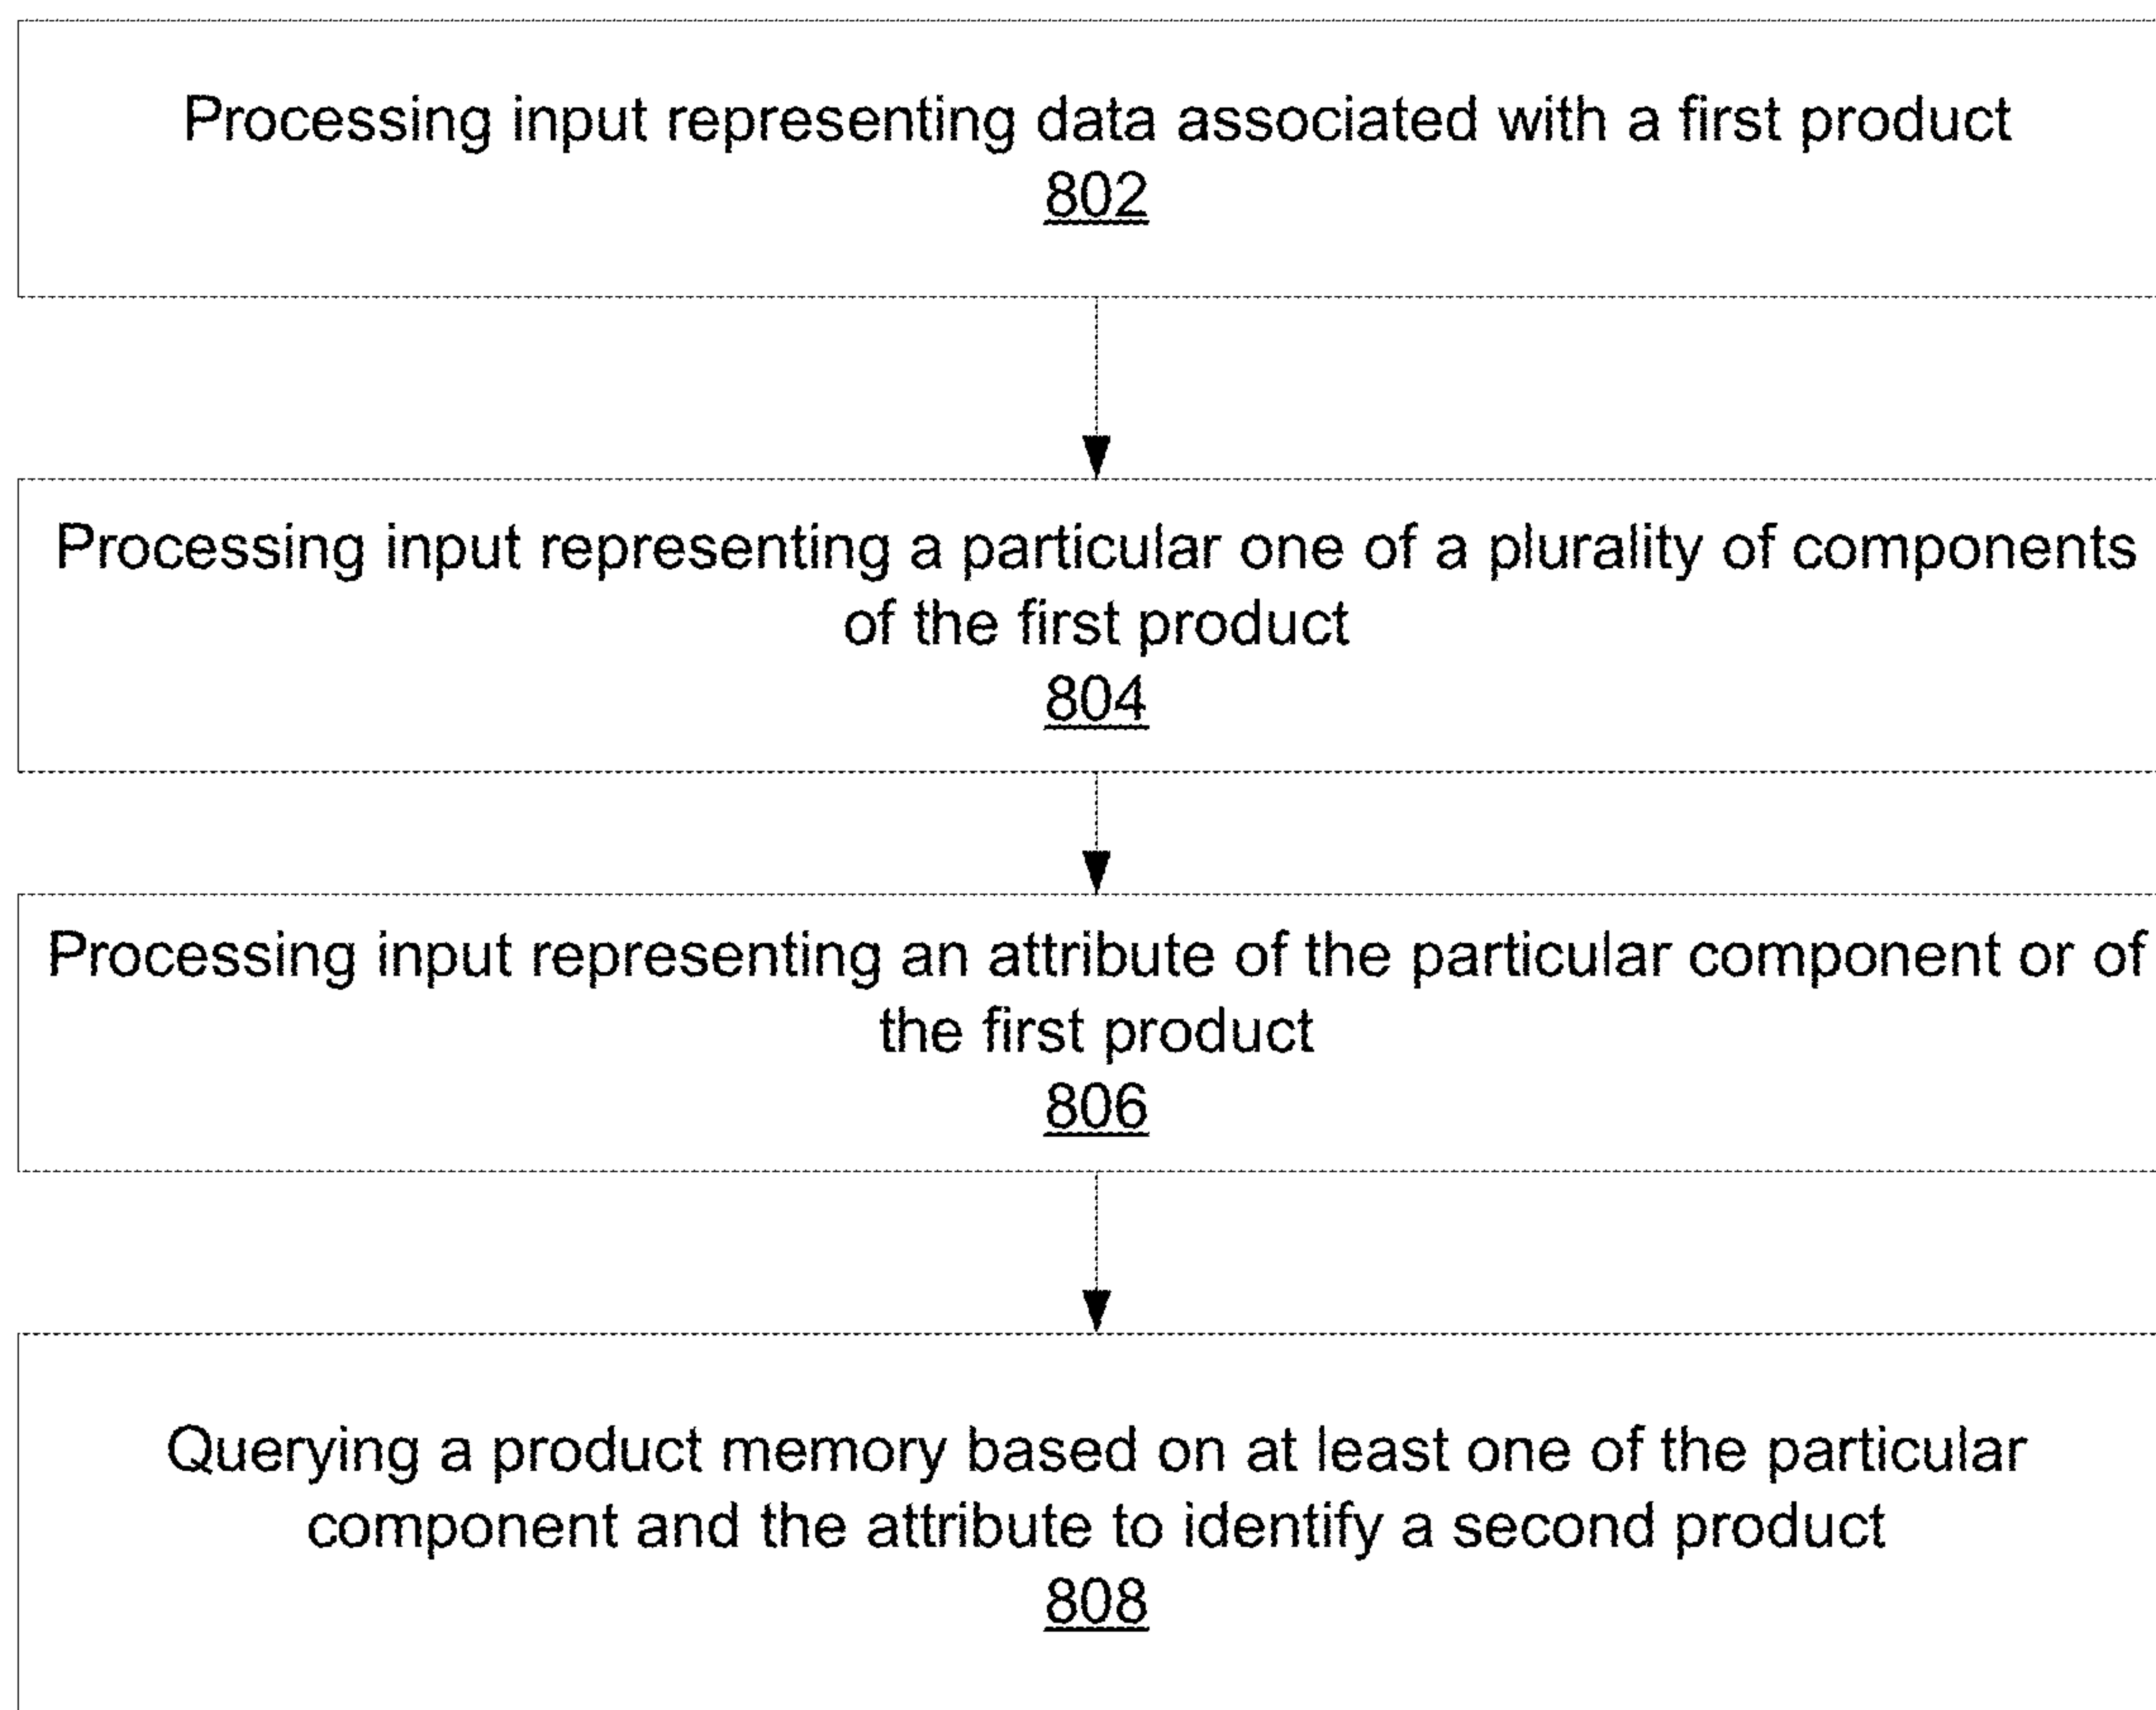 Processing input representing data associated with a first product
802
Processing input representing a particular one of a plurality of components
of the first product
804
Processing input representing an attribute of the particular component or of
the first product
806
Querying a product memory based on at least one of the particular
component and the attribute to identify a second product
808